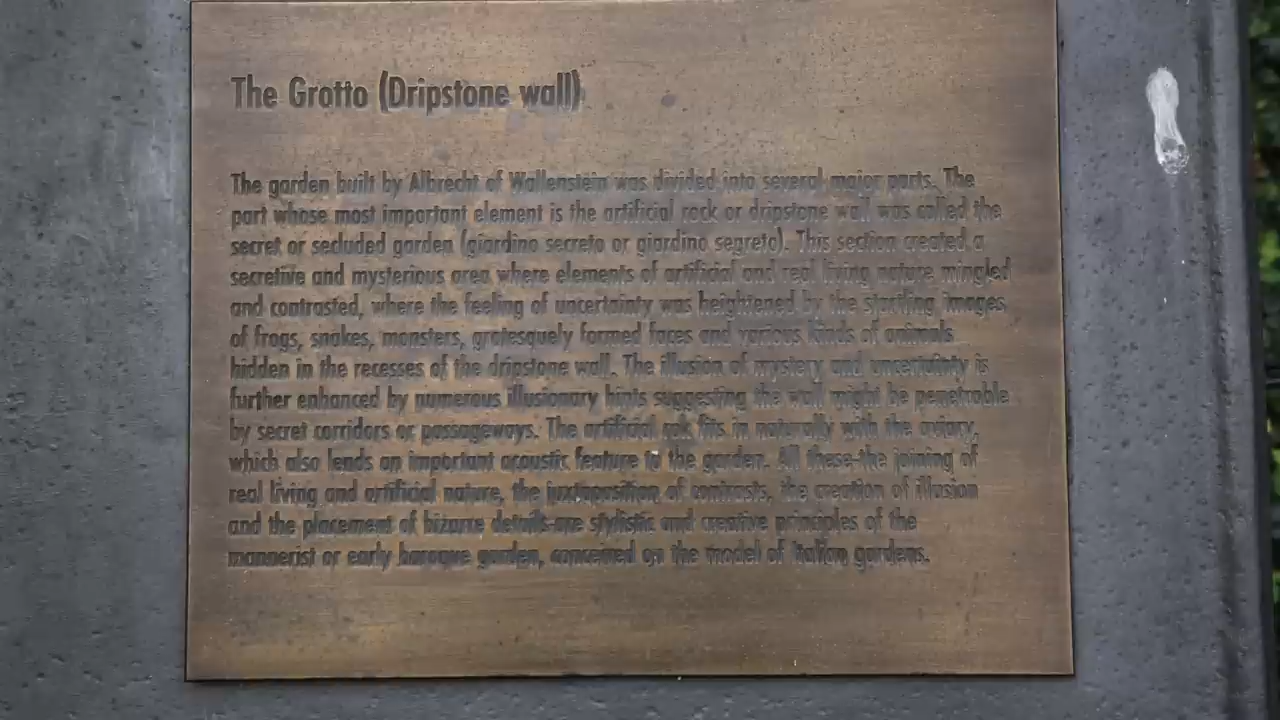 The Grotto (Dripstone wall)
The garden built by Albrecht of Wallenstein was divided into several major parts. The
part whose most important element is the artificial rock or dripstone wall was called the
secret or secluded garden (giardino secreto or giardino segreto). This section created a
secretive and mysterious area where elements of artificial and real living nature mingled
and contrasted, where the feeling of uncertainty was heightened by the startling images
of frogs, snakes, monsters, grotesquely formed faces and various kinds of animals
hidden in the recesses of the dripstone wall. The illusion of mystery and uncertainty is
further enhanced by numerous illusionary hints suggesting the wall might be penetrable
by secret corridors or passageways. The artificial rok fits in naturally with the aviary,
which also lends an important acoustic feature to the garden. All these-the joining of
real living and artificial nature, the juxtaposition of contrasts, the creation of illusion
and the placement of bizarre details-are stylistic and creative principles of the
mannerist or early baroque garden, conceived on the model of Italian gardens.